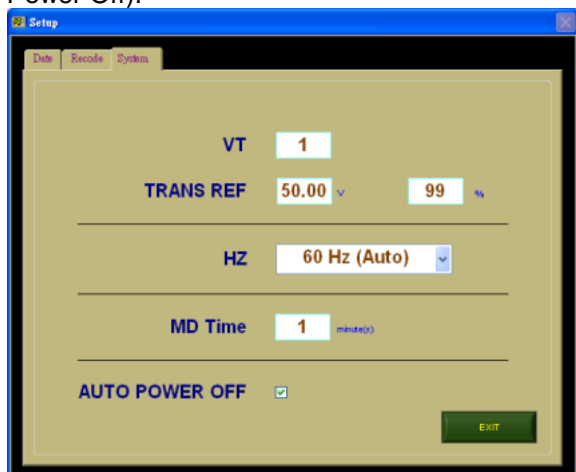 Power Off).
Setup
Date Recode System
VT 1
TRANS REF 50.00 V 99 %
HZ 60 Hz (Auto)
MD Time 1 minute(s)
AUTO POWER OFF
EXIT